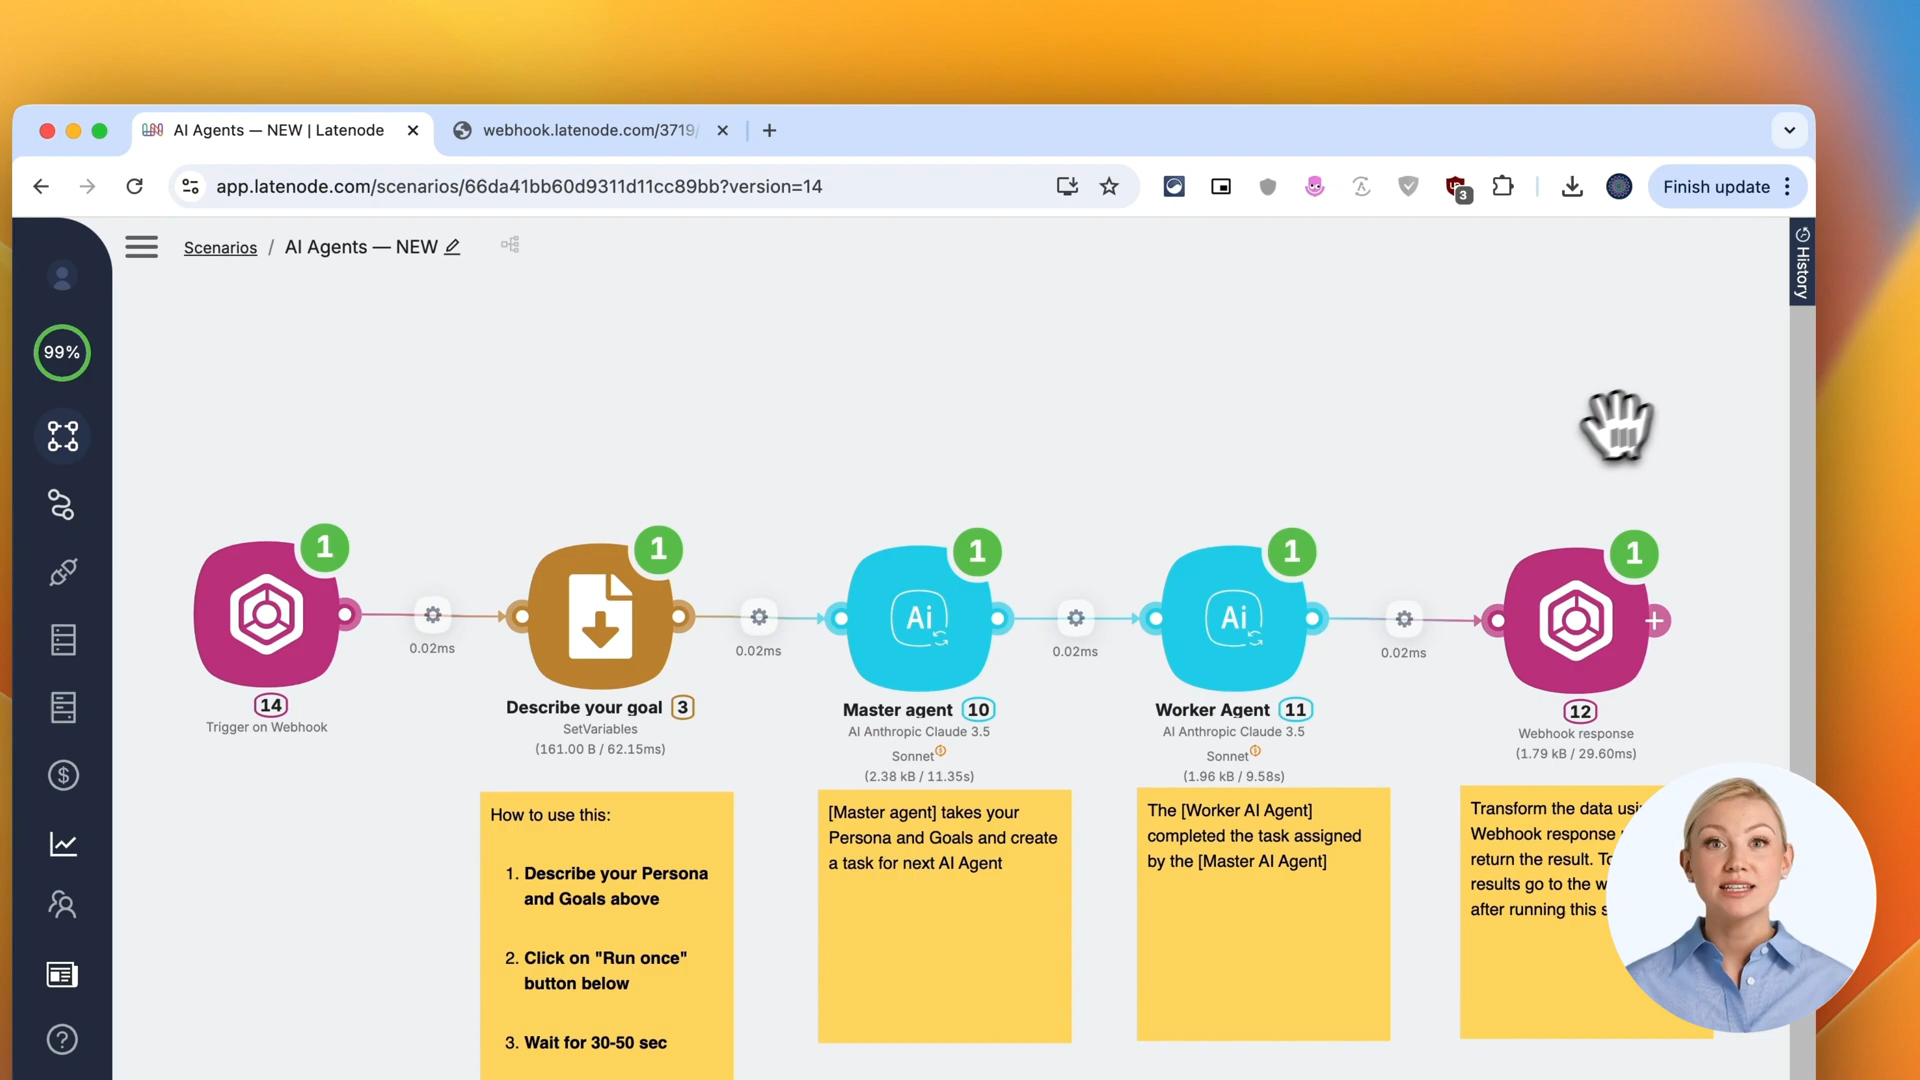 AI Agents — NEW | Latenode
webhook.latenode.com/3719/
app.latenode.com/scenarios/66da41bb60d9311d11cc89bb?version=14
3
Finish update
Scenarios / AI Agents — NEW
History
99%
1
1
1
1
1
Ai
Ai
0.02ms
0.02ms
0.02ms
0.02ms
14
Trigger on Webhook
Describe your goal 3
SetVariables
(161.00 B / 62.15ms)
Master agent 10
AI Anthropic Claude 3.5
Sonnet
(2.38 kB / 11.35s)
Worker Agent 11
AI Anthropic Claude 3.5
Sonnet
(1.96 kB / 9.58s)
12
Webhook response
(1.79 kB / 29.60ms)
How to use this:
1. Describe your Persona
and Goals above
2. Click on "Run once"
button below
3. Wait for 30-50 sec
[Master agent] takes your
Persona and Goals and create
a task for next AI Agent
The [Worker AI Agent]
completed the task assigned
by the [Master AI Agent]
Transform the data
Webhook response
return the result.
results go to the
after running this